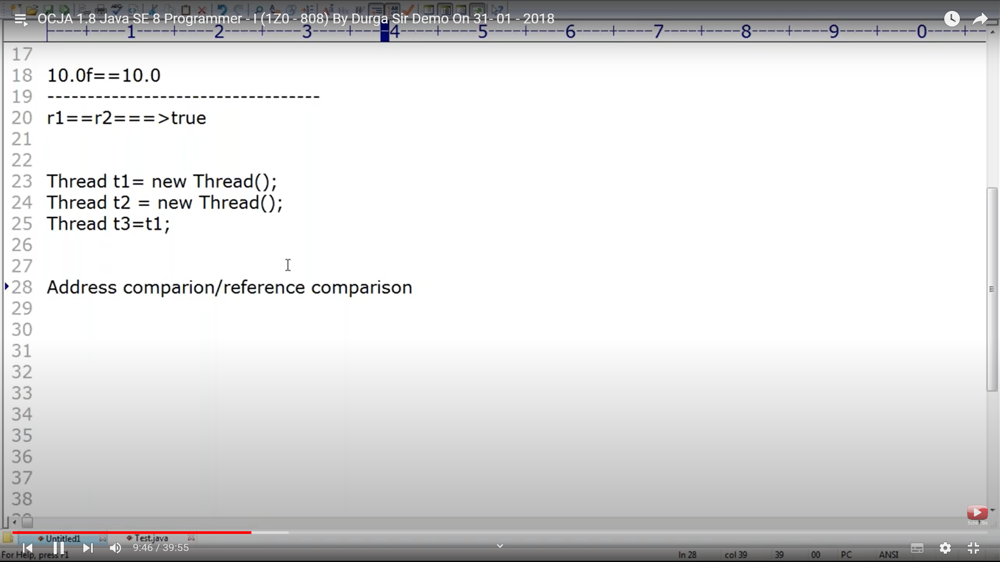 OCJA 1.8 Java SE 8 Programmer - I (1Z0 - 808) By Durga Sir Demo On 31- 01 - 2018
----+----1----+----2----+----3----+----4----+----5----+----6----+----7----+----8----+----9----+----0----+--
17
18 10.0f==10.0
19 ----------------------------------
20 r1==r2===>true
21
22
23 Thread t1= new Thread();
24 Thread t2 = new Thread();
25 Thread t3=t1;
26
27
28 Address comparion/reference comparison
29
30
31
32
33
34
35
36
37
38
Subscribe
Untitled1 Test.java
9:46 / 39:55
For Help, press F1 ln 28 col 39 39 00 PC ANSI